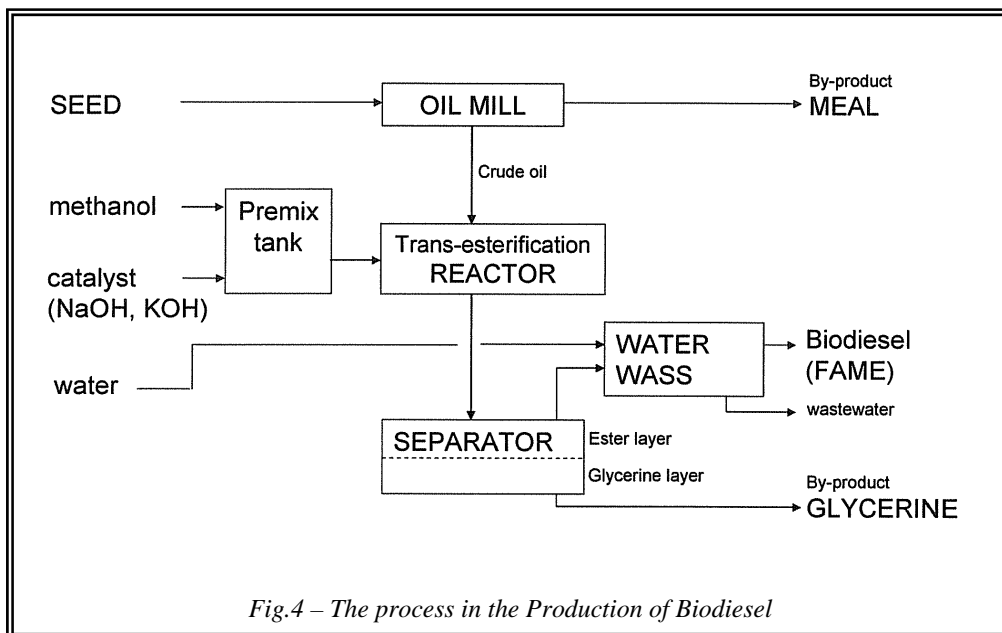 SEED
OIL MILL
By-product
MEAL
Crude oil
methanol
Premix
tank
catalyst
(NaOH, KOH)
Trans-esterification
REACTOR
water
WATER
WASS
Biodiesel
(FAME)
wastewater
SEPARATOR
Ester layer
Glycerine layer
By-product
GLYCERINE
Fig.4 – The process in the Production of Biodiesel